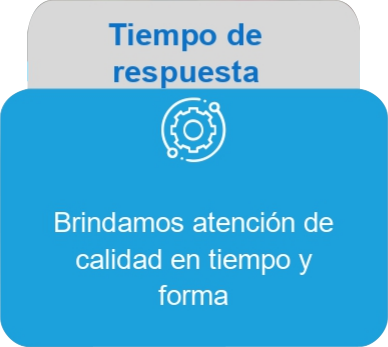 Tiempo de
respuesta
Brindamos atención de
calidad en tiempo y
forma